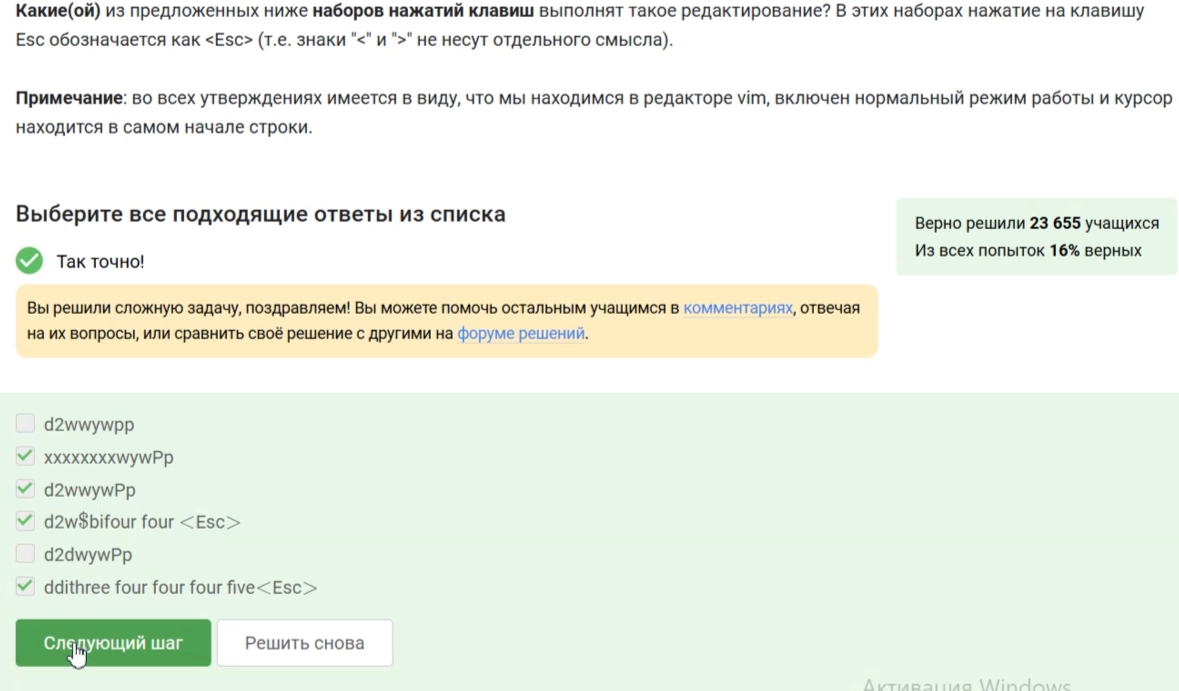 Какие(ой) из предложенных ниже наборов нажатий клавиш выполнят такое редактирование? В этих наборах нажатие на клавишу
Esc обозначается как <Esc> (т.е. знаки "<" и ">" не несут отдельного смысла).
Примечание: во всех утверждениях имеется в виду, что мы находимся в редакторе vim, включен нормальный режим работы и курсор
находится в самом начале строки.
Выберите все подходящие ответы из списка
Верно решили 23 655 учащихся
Из всех попыток 16% верных
Так точно!
Вы решили сложную задачу, поздравляем! Вы можете помочь остальным учащимся в комментариях, отвечая
на их вопросы, или сравнить своё решение с другими на форуме решений.
d2wwywpp
xxxxxxxxwywPp
d2wwywPp
d2w$bifour four <Esc>
d2dwywPp
ddithree four four four five<Esc>
Следующий шаг
Решить снова
Активация Windows